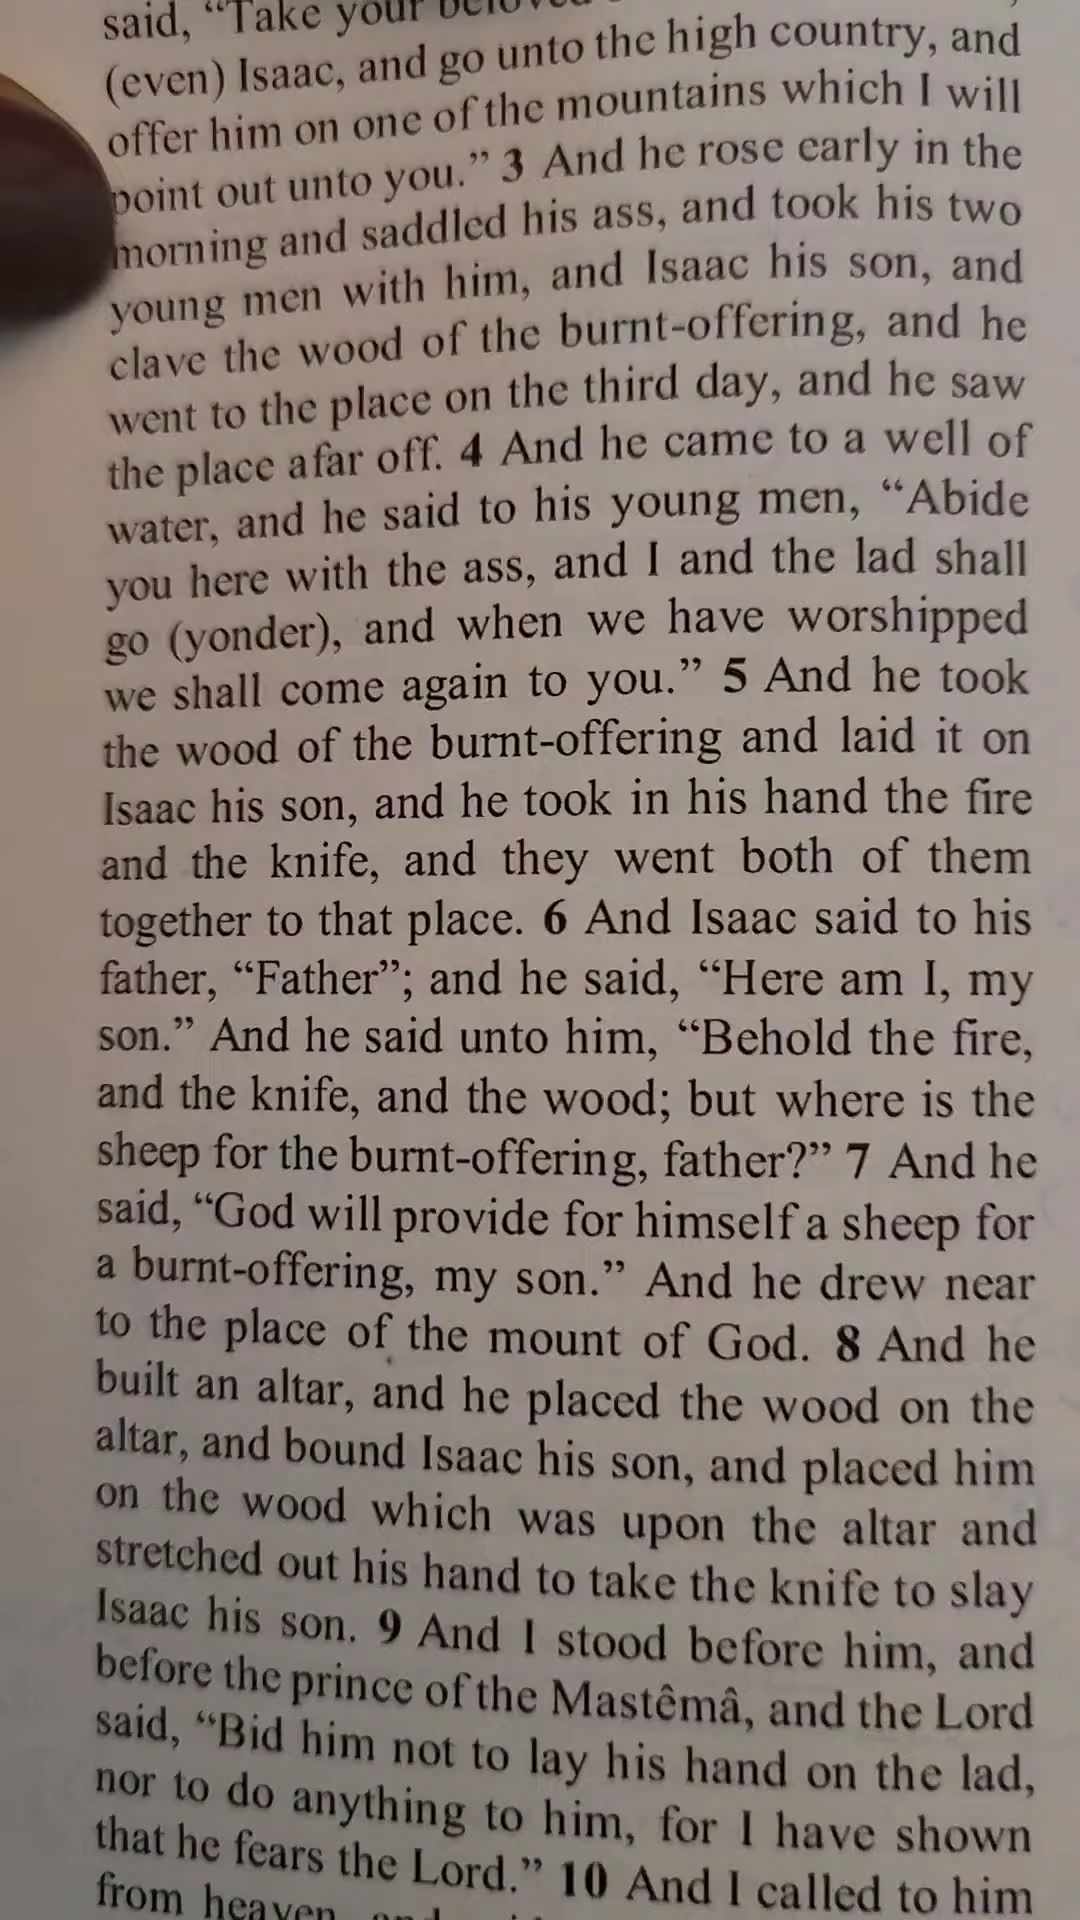 said, “Take your beloved
(even) Isaac, and go unto the high country, and
offer him on one of the mountains which I will
point out unto you.” 3 And he rose early in the
morning and saddled his ass, and took his two
young men with him, and Isaac his son, and
clave the wood of the burnt-offering, and he
went to the place on the third day, and he saw
the place afar off. 4 And he came to a well of
water, and he said to his young men, “Abide
you here with the ass, and I and the lad shall
go (yonder), and when we have worshipped
we shall come again to you.” 5 And he took
the wood of the burnt-offering and laid it on
Isaac his son, and he took in his hand the fire
and the knife, and they went both of them
together to that place. 6 And Isaac said to his
father, “Father”; and he said, “Here am I, my
son.” And he said unto him, “Behold the fire,
and the knife, and the wood; but where is the
sheep for the burnt-offering, father?” 7 And he
said, “God will provide for himself a sheep for
a burnt-offering, my son.” And he drew near
to the place of the mount of God. 8 And he
built an altar, and he placed the wood on the
altar, and bound Isaac his son, and placed him
on the wood which was upon the altar and
stretched out his hand to take the knife to slay
Isaac his son. 9 And I stood before him, and
before the prince of the Mastêmâ, and the Lord
said, “Bid him not to lay his hand on the lad,
nor to do anything to him, for I have shown
that he fears the Lord.” 10 And I called to him
from heaven, and